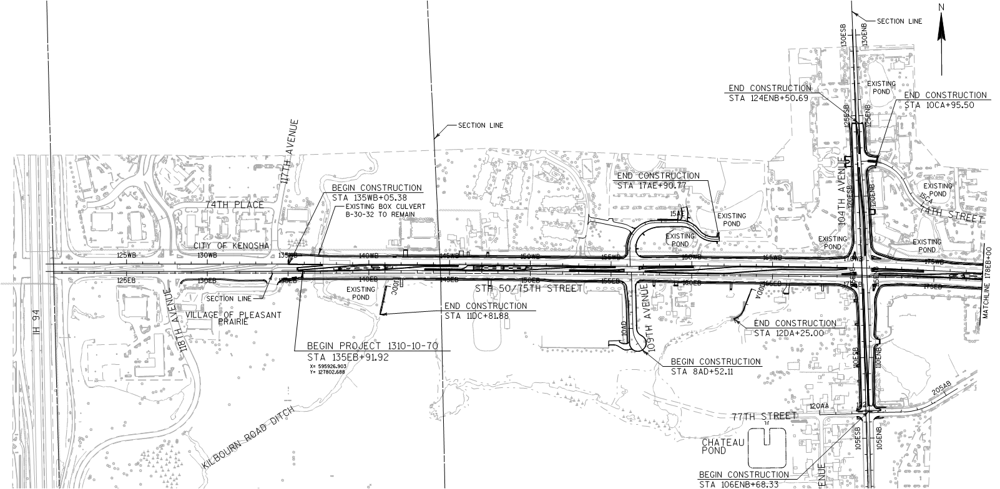 N
SECTION LINE
130ESB
130ENB
END CONSTRUCTION
STA 124ENB+50.69
EXISTING
POND
END CONSTRUCTION
STA 10CA+95.50
125ESB
125ENB
SECTION LINE
117TH AVENUE
104TH AVENUE
END CONSTRUCTION
STA 17AE+90.77
BEGIN CONSTRUCTION
STA 135WB+05.38
EXISTING BOX CULVERT
B-30-32 TO REMAIN
74TH PLACE
120ESB
120ENB
EXISTING
POND
15CA
74TH STREET
15AE
EXISTING
POND
EXISTING
POND
EXISTING
POND
EXISTING
POND
CITY OF KENOSHA
125WB
130WB
135WB
140WB
145WB
150WB
155WB
160WB
165WB
170WB
175WB
MATCHLINE 178EB+00
125EB
130EB
135EB
140EB
145EB
150EB
155EB
160EB
165EB
170EB
175EB
STH 50/75TH STREET
SECTION LINE
EXISTING
POND
10DC
10DA
118TH AVENUE
109TH AVENUE
IH 94
VILLAGE OF PLEASANT
PRAIRIE
END CONSTRUCTION
STA 11DC+81.88
10AD
END CONSTRUCTION
STA 12DA+25.00
BEGIN PROJECT 1310-10-70
STA 135EB+91.92
X= 595926.903
Y= 127802.688
BEGIN CONSTRUCTION
STA 8AD+52.11
110ESB
110ENB
205AB
120AA
77TH STREET
KILBOURN ROAD DITCH
105ESB
105ENB
CHATEAU
POND
BEGIN CONSTRUCTION
STA 106ENB+68.33
ENUE